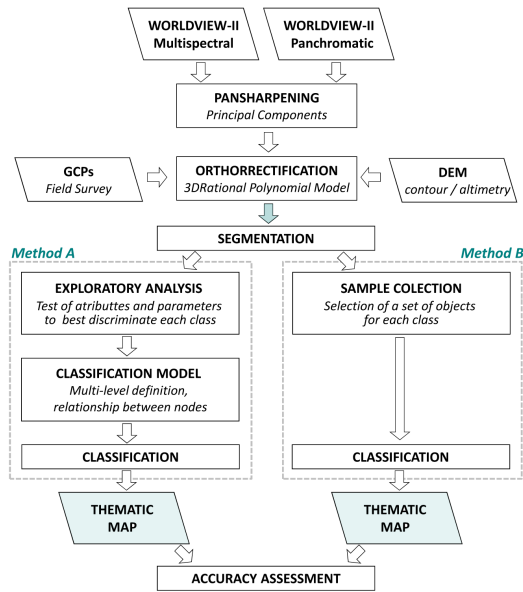 WORLDVIEW-II
Multispectral
WORLDVIEW-II
Panchromatic
PANSHARPENING
Principal Components
GCPs
Field Survey
ORTHORRECTIFICATION
3DRational Polynomial Model
DEM
contour / altimetry
SEGMENTATION
Method A
Method B
EXPLORATORY ANALYSIS
Test of atributtes and parameters
to best discriminate each class
SAMPLE COLECTION
Selection of a set of objects
for each class
CLASSIFICATION MODEL
Multi-level definition,
relationship between nodes
CLASSIFICATION
CLASSIFICATION
THEMATIC
MAP
THEMATIC
MAP
ACCURACY ASSESSMENT